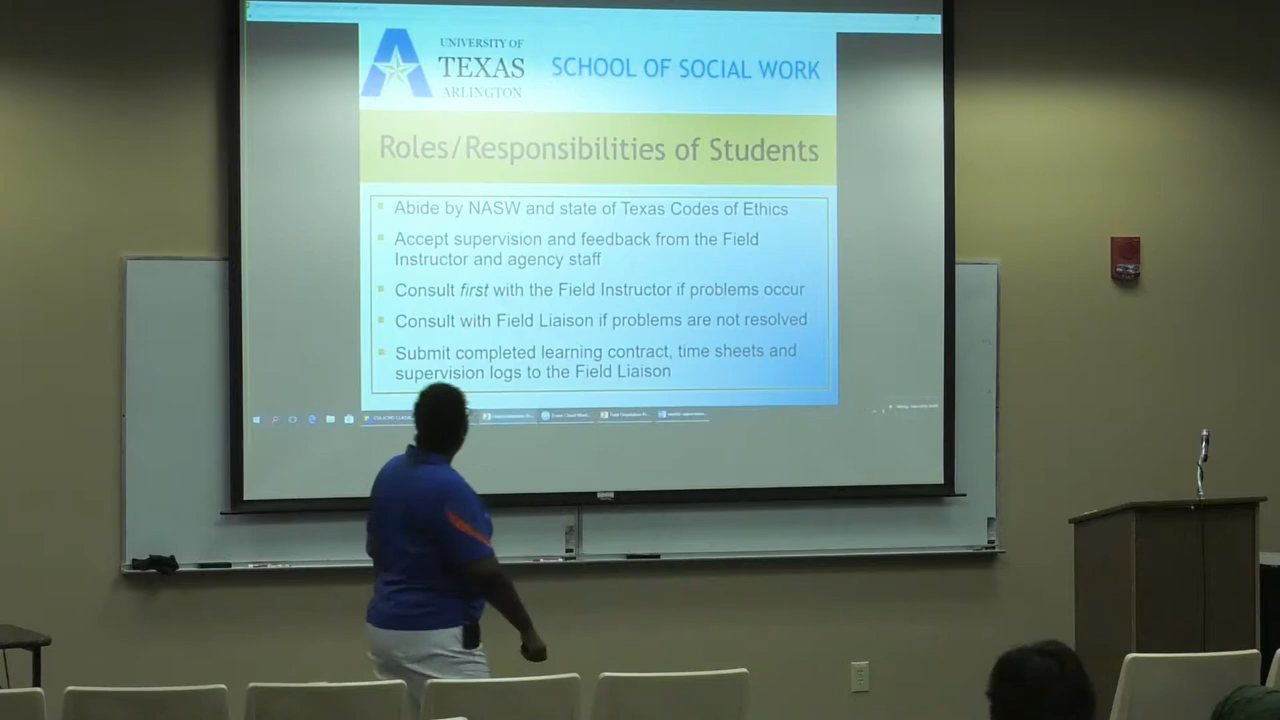 UNIVERSITY OF
TEXAS
ARLINGTON
SCHOOL OF SOCIAL WORK
Roles/Responsibilities of Students
Abide by NASW and state of Texas Codes of Ethics
Accept supervision and feedback from the Field
Instructor and agency staff
Consult first with the Field Instructor if problems occur
Consult with Field Liaison if problems are not resolved
Submit completed learning contract, time sheets and
supervision logs to the Field Liaison